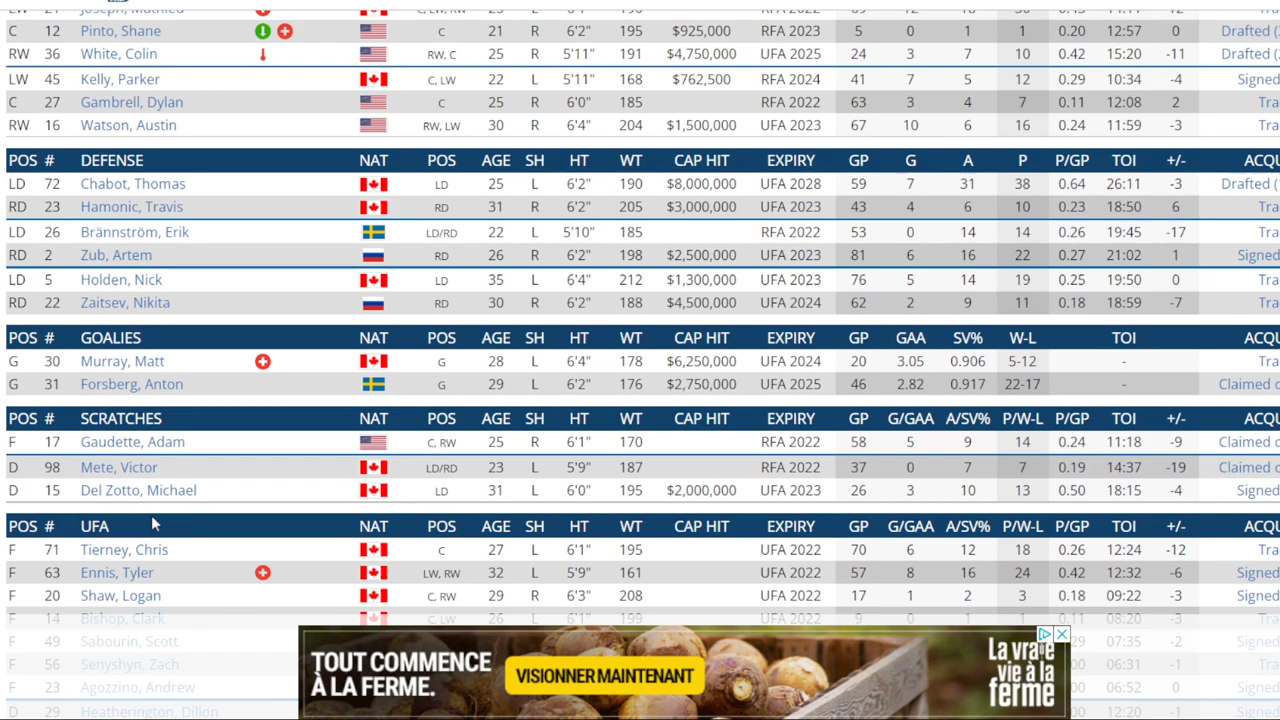 C 12 Pinto, Shane C 21 R 6'2" 195 $925,000 RFA 2023 5 0 1 1 0.20 12:57 0 Drafted (
RW 36 White, Colin RW, C 25 R 5'11" 191 $4,750,000 UFA 2025 24 3 7 10 0.42 15:20 -11 Drafted (
LW 45 Kelly, Parker C, LW 22 L 5'11" 168 $762,500 RFA 2024 41 7 5 12 0.29 10:34 -4 Signed
C 27 Gambrell, Dylan C 25 R 6'0" 185 RFA 2022 63 3 4 7 0.11 12:08 2 Tra
RW 16 Watson, Austin RW, LW 30 R 6'4" 204 $1,500,000 UFA 2023 67 10 6 16 0.24 11:59 -3 Tra
POS # DEFENSE NAT POS AGE SH HT WT CAP HIT EXPIRY GP G A P P/GP TOI +/- ACQU
LD 72 Chabot, Thomas LD 25 L 6'2" 190 $8,000,000 UFA 2028 59 7 31 38 0.64 26:11 -3 Drafted (
RD 23 Hamonic, Travis RD 31 R 6'2" 205 $3,000,000 UFA 2023 43 4 6 10 0.23 18:50 6 Tra
LD 26 Brännström, Erik LD/RD 22 L 5'10" 185 RFA 2022 53 0 14 14 0.26 19:45 -17 Tra
RD 2 Zub, Artem RD 26 R 6'2" 198 $2,500,000 UFA 2023 81 6 16 22 0.27 21:02 1 Signed
LD 5 Holden, Nick LD 35 L 6'4" 212 $1,300,000 UFA 2023 76 5 14 19 0.25 19:50 0 Tra
RD 22 Zaitsev, Nikita RD 30 R 6'2" 188 $4,500,000 UFA 2024 62 2 9 11 0.18 18:59 -7 Tra
POS # GOALIES NAT POS AGE SH HT WT CAP HIT EXPIRY GP GAA SV% W-L TOI ACQU
G 30 Murray, Matt G 28 L 6'4" 178 $6,250,000 UFA 2024 20 3.05 0.906 5-12 - Tra
G 31 Forsberg, Anton G 29 L 6'2" 176 $2,750,000 UFA 2025 46 2.82 0.917 22-17 - Claimed o
POS # SCRATCHES NAT POS AGE SH HT WT CAP HIT EXPIRY GP G/GAA A/SV% P/W-L P/GP TOI +/- ACQU
F 17 Gaudette, Adam C, RW 25 R 6'1" 170 RFA 2022 58 5 9 14 0.24 11:18 -9 Claimed o
D 98 Mete, Victor LD/RD 23 L 5'9" 187 RFA 2022 37 0 7 7 0.19 14:37 -19 Claimed o
D 15 Del Zotto, Michael LD 31 L 6'0" 195 $2,000,000 UFA 2023 26 3 10 13 0.50 18:15 -4 Signed
POS # UFA NAT POS AGE SH HT WT CAP HIT EXPIRY GP G/GAA A/SV% P/W-L P/GP TOI +/- ACQU
F 71 Tierney, Chris C 27 L 6'1" 195 UFA 2022 70 6 12 18 0.26 12:24 -12 Tra
F 63 Ennis, Tyler LW, RW 32 L 5'9" 161 UFA 2022 57 8 16 24 0.42 12:32 -6 Signed
F 20 Shaw, Logan C, RW 29 R 6'3" 208 UFA 2022 17 1 2 3 0.18 09:22 -3 Signed
F 14 Bishop, Clark C, LW 26 L 6'1" 199 UFA 2022 9 0 1 1 08:20 -3
F 49 Sabourin, Scott 07:35 -2 Signed
F 56 Senyshyn, Zach 06:31 -1 Tra
F 23 Agozzino, Andrew 06:52 0 Signed
D 29 Heatherington, Dillon 12:20 -1 Signed
TOUT COMMENCE
À LA FERME.
VISIONNER MAINTENANT
La vraie
vie à la
ferme